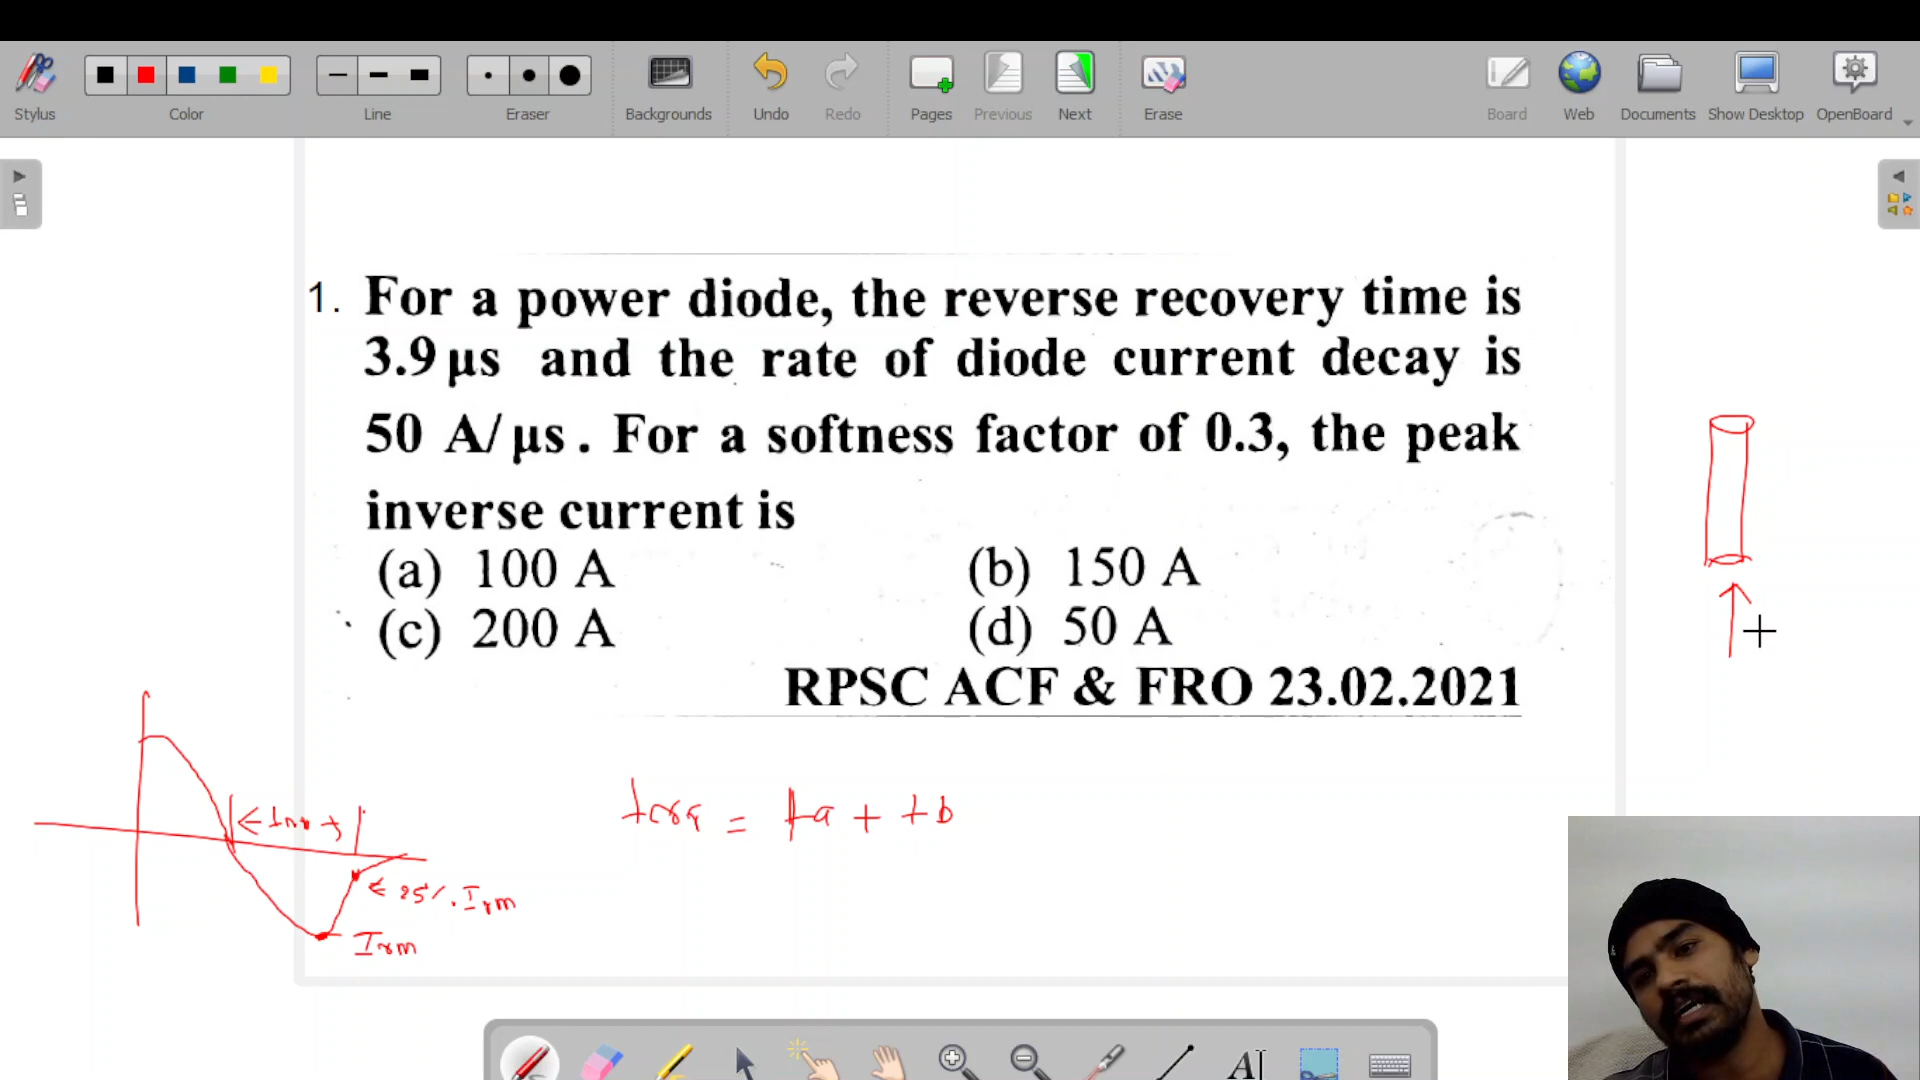 Stylus Color Line Eraser Backgrounds Undo Redo Pages Previous Next Erase Board Web Documents Show Desktop OpenBoard
1. For a power diode, the reverse recovery time is
3.9 μs and the rate of diode current decay is
50 A/μs. For a softness factor of 0.3, the peak
inverse current is
(a) 100 A (b) 150 A
(c) 200 A (d) 50 A
RPSC ACF & FRO 23.02.2021
= ta + tb
25%. Irm
Irm
A